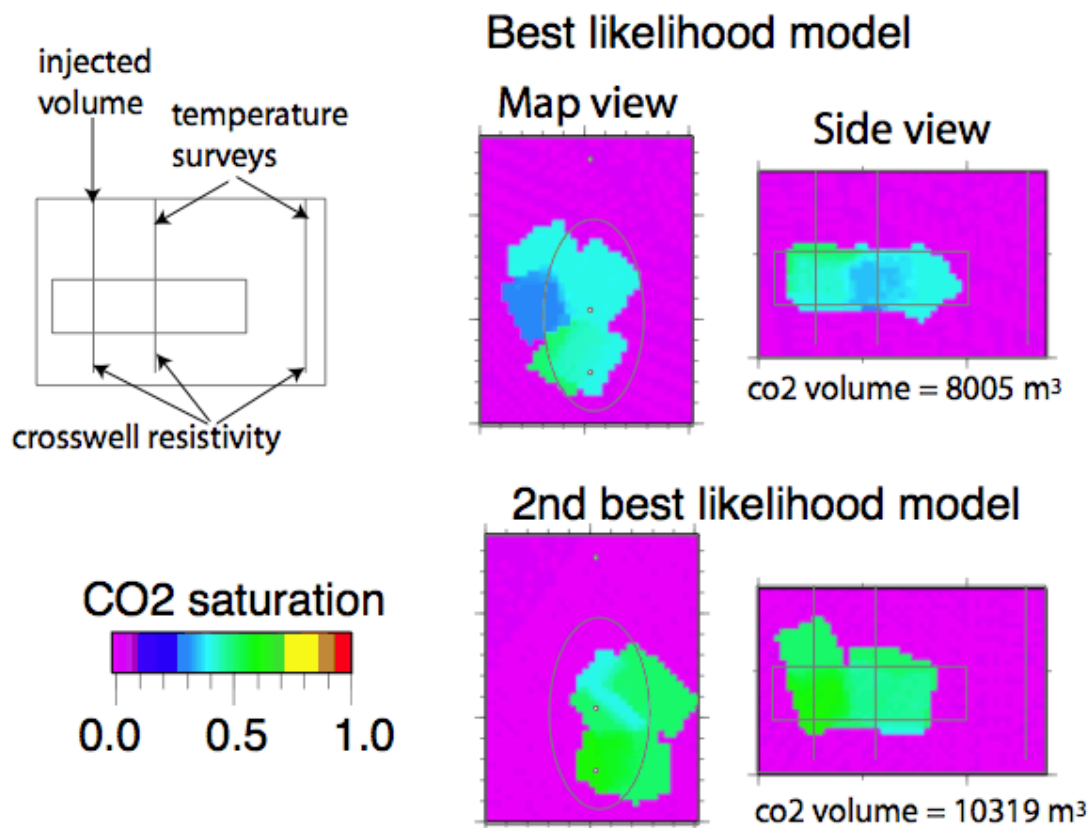 Best likelihood model
injected
volume
temperature
surveys
Map view
Side view
crosswell resistivity
co2 volume = 8005 m³
2nd best likelihood model
CO2 saturation
0.0 0.5 1.0
co2 volume = 10319 m³